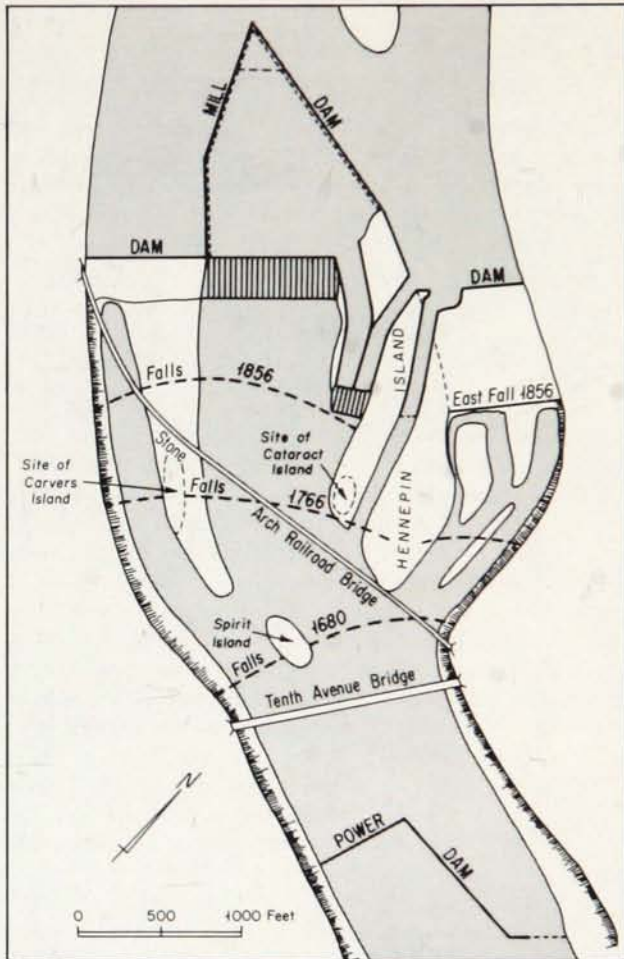 MILL DAM
DAM
DAM
Falls 1856
ISLAND
East Fall 1856
Site of
Cataract
Island
Stone
Site of
Carvers
Island
Falls 1766
HENNEPIN
Arch Railroad Bridge
Spirit
Island
Falls 1680
Tenth Avenue Bridge
N
POWER DAM
0 500 1000 Feet